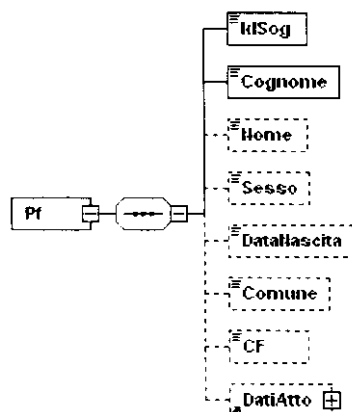 IdSog
Cognome
Nome
Sesso
Pf
DataNascita
Comune
CF
DatiAtto